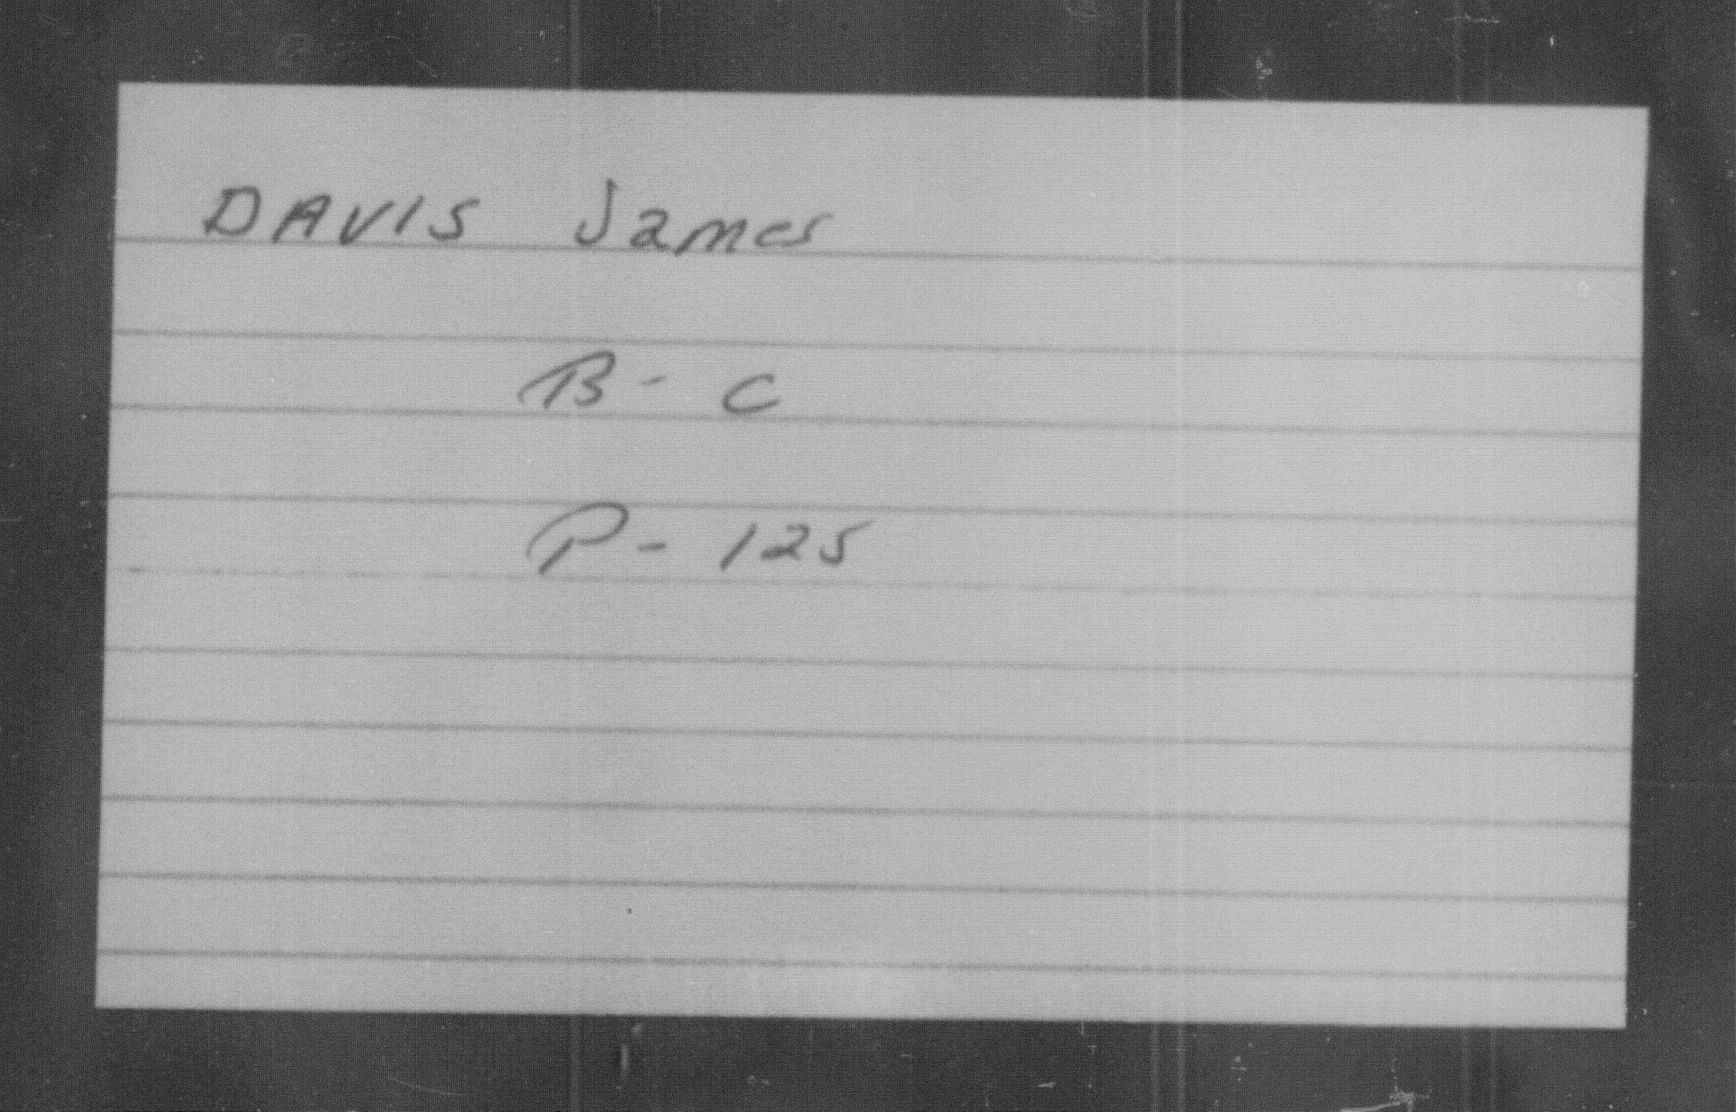 DAVIS James
B - C
P - 125